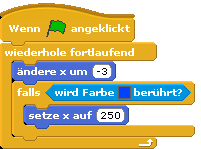 Wenn angeklickt
wiederhole fortlaufend
ändere x um -3
falls wird Farbe berührt?
setze x auf 250